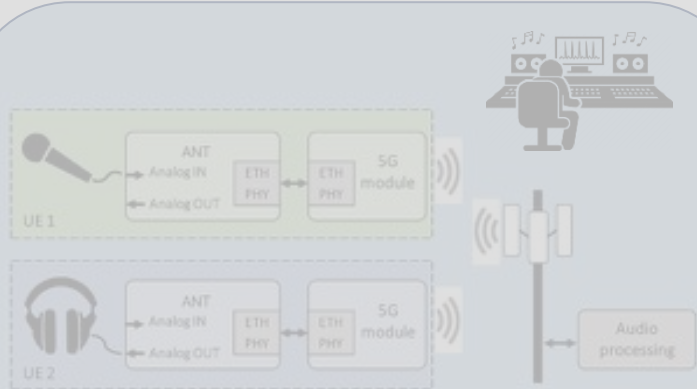 ANT
Analog IN
Analog OUT
ETH
PHY
ETH
PHY
5G
module
UE 1
ANT
Analog IN
Analog OUT
ETH
PHY
ETH
PHY
5G
module
UE 2
Audio
processing